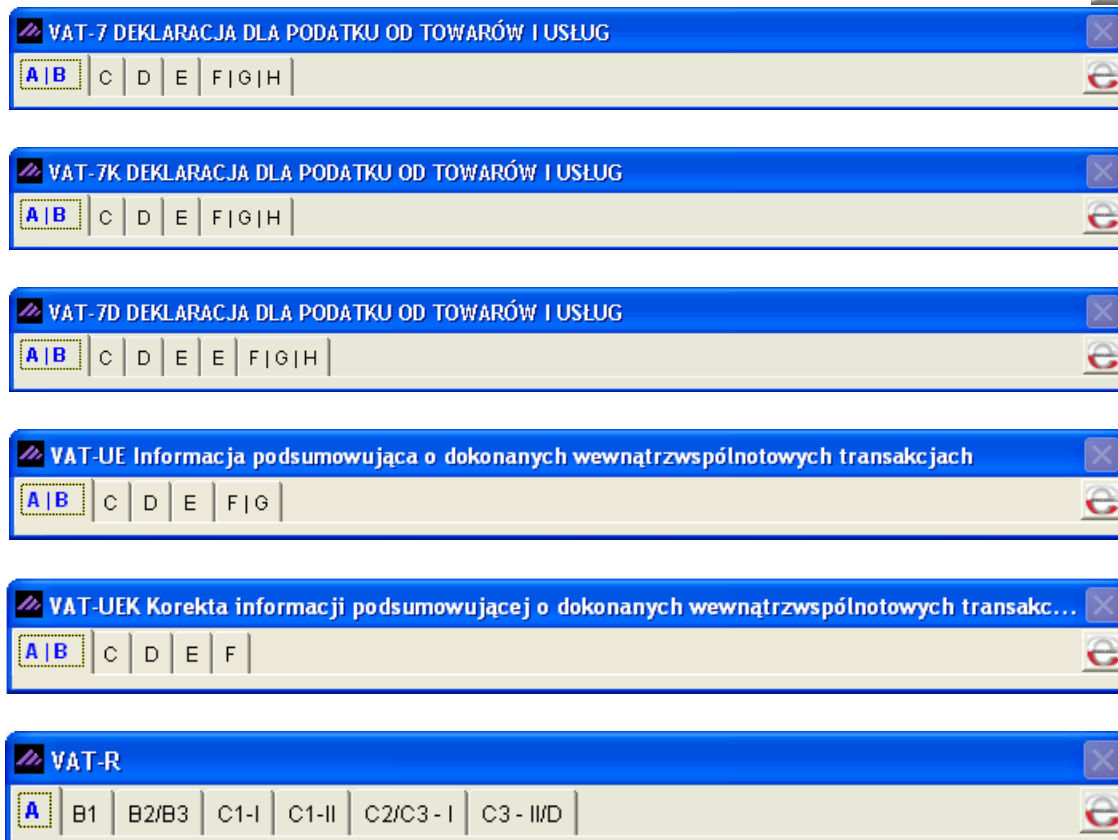 VAT-7 DEKLARACJA DLA PODATKU OD TOWARÓW I USŁUG
A|B C D E F|G|H
VAT-7K DEKLARACJA DLA PODATKU OD TOWARÓW I USŁUG
A|B C D E F|G|H
VAT-7D DEKLARACJA DLA PODATKU OD TOWARÓW I USŁUG
A|B C D E E F|G|H
VAT-UE Informacja podsumowująca o dokonanych wewnątrzwspólnotowych transakcjach
A|B C D E F|G
VAT-UEK Korekta informacji podsumowującej o dokonanych wewnątrzwspólnotowych transakc...
A|B C D E F
VAT-R
A B1 B2/B3 C1-I C1-II C2/C3 - I C3 - II/D